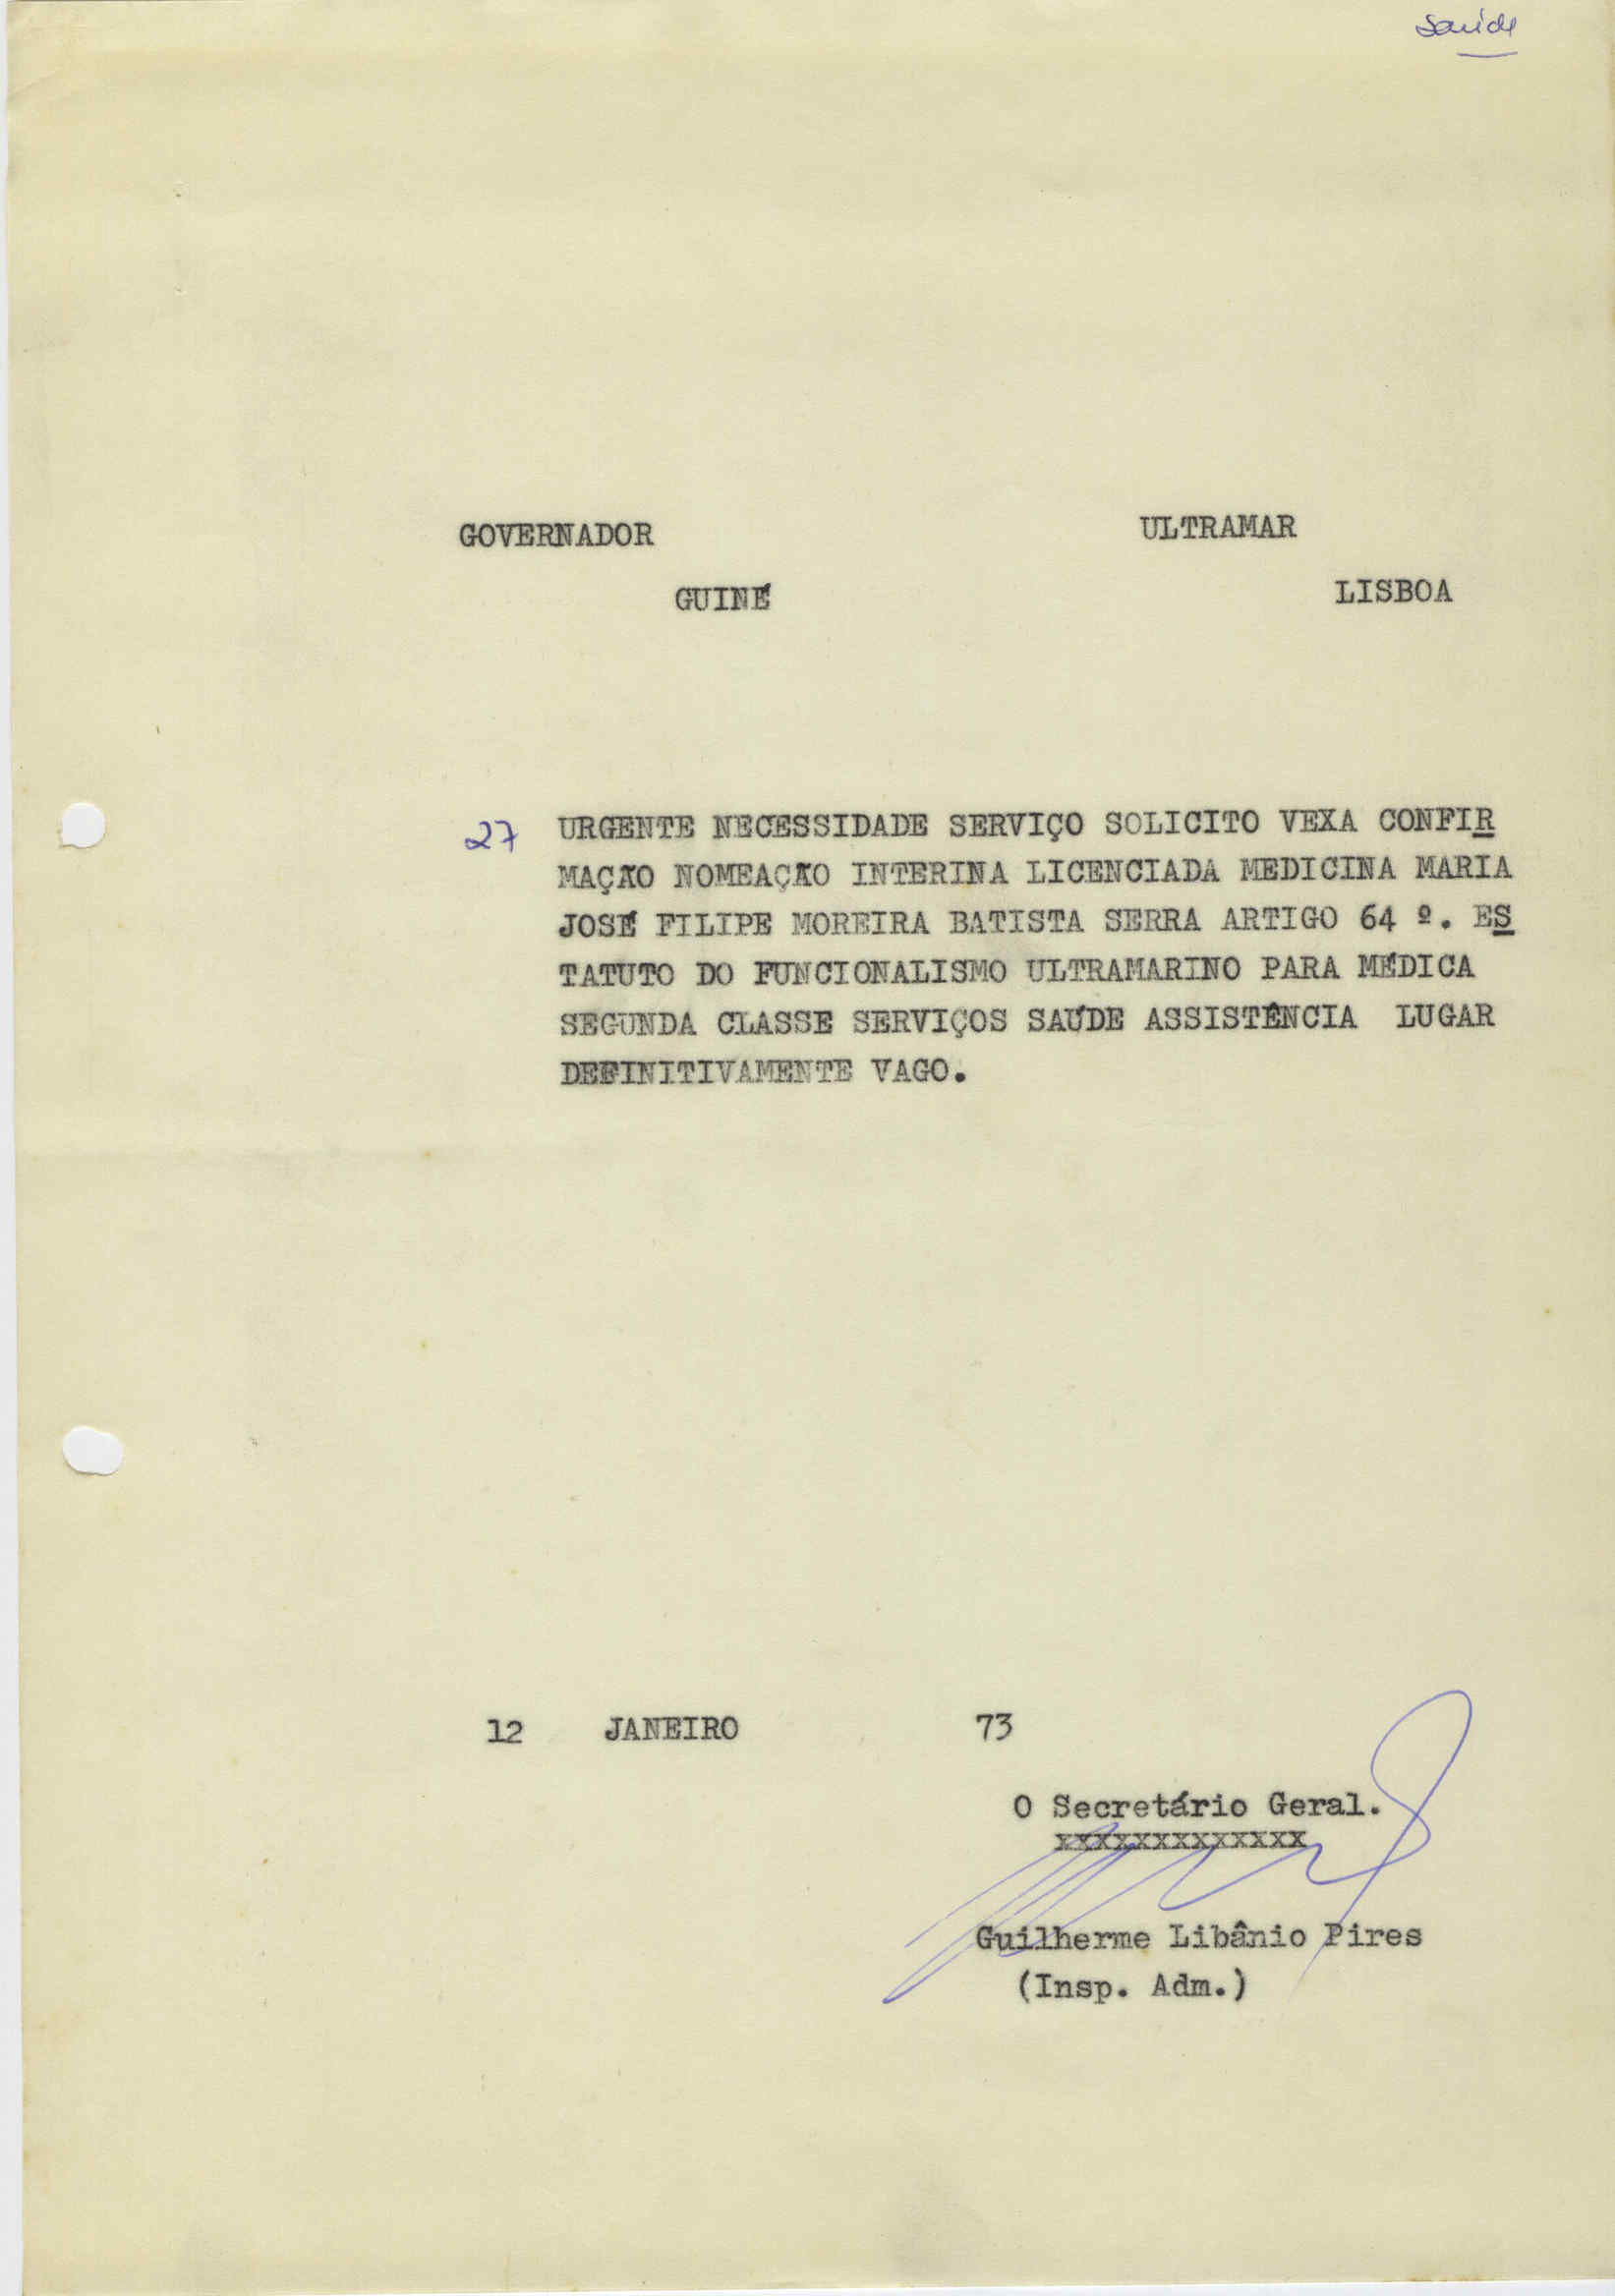 Saúde
GOVERNADOR ULTRAMAR
GUINÉ LISBOA
27 URGENTE NECESSIDADE SERVIÇO SOLICITO VEXA CONFIR
MAÇÃO NOMEAÇÃO INTERINA LICENCIADA MEDICINA MARIA
JOSÉ FILIPE MOREIRA BATISTA SERRA ARTIGO 64 º. ES
TATUTO DO FUNCIONALISMO ULTRAMARINO PARA MÉDICA
SEGUNDA CLASSE SERVIÇOS SAÚDE ASSISTÊNCIA LUGAR
DEFINITIVAMENTE VAGO.
12 JANEIRO 73
O Secretário Geral.
xxxxxxxxxxxxx
Guilherme Libânio Pires
(Insp. Adm.)